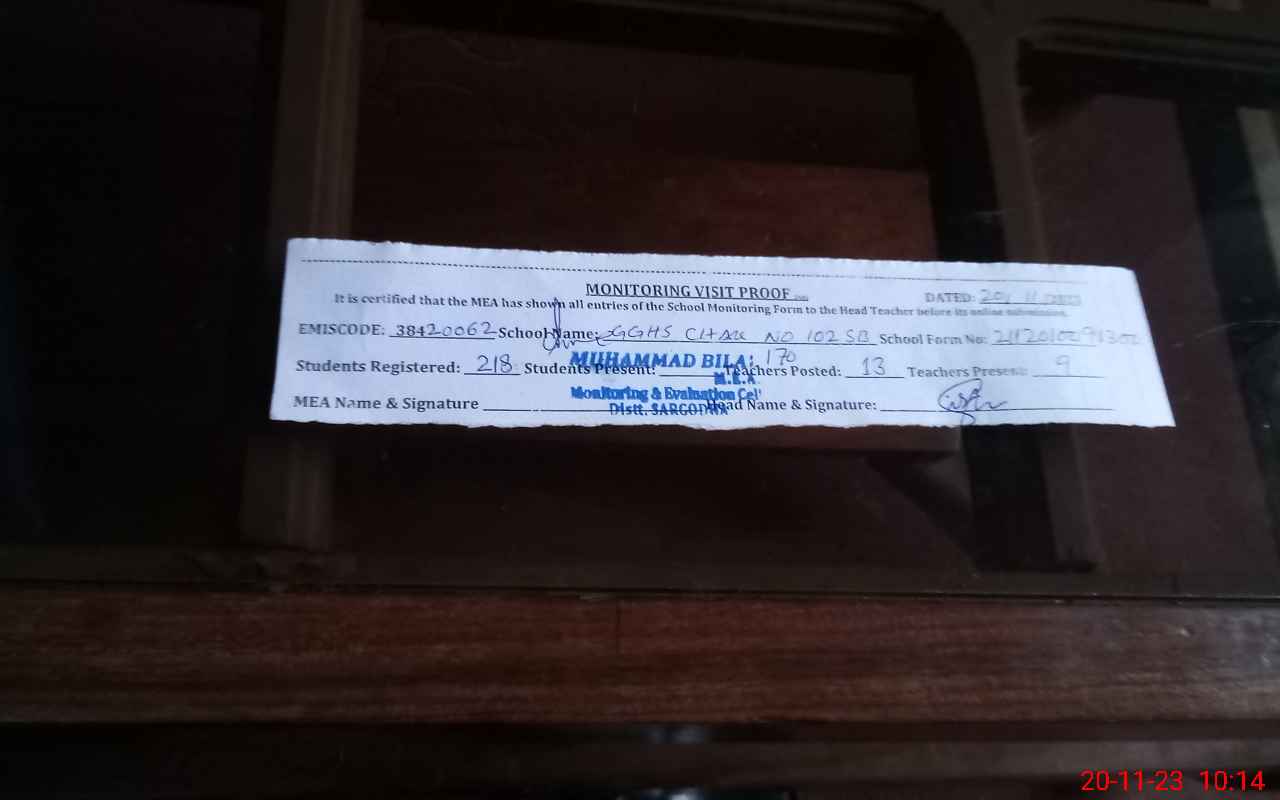 MONITORING VISIT PROOF
DATED: 20/ 11
It is certified that the MEA has shown all entries of the School Monitoring Form to the Head Teacher before its online submission.
EMISCODE: 38420062 School Name: GGHS CHAK NO 102 SB School Form No:
Students Registered: 218 Students Present: 170 Teachers Posted: 13 Teachers Present: 9
MUHAMMAD BILAL
M.E.A
Monitoring & Evaluation Cel
Distt. SARGODHA
MEA Name & Signature Head Name & Signature:
20-11-23 10:14